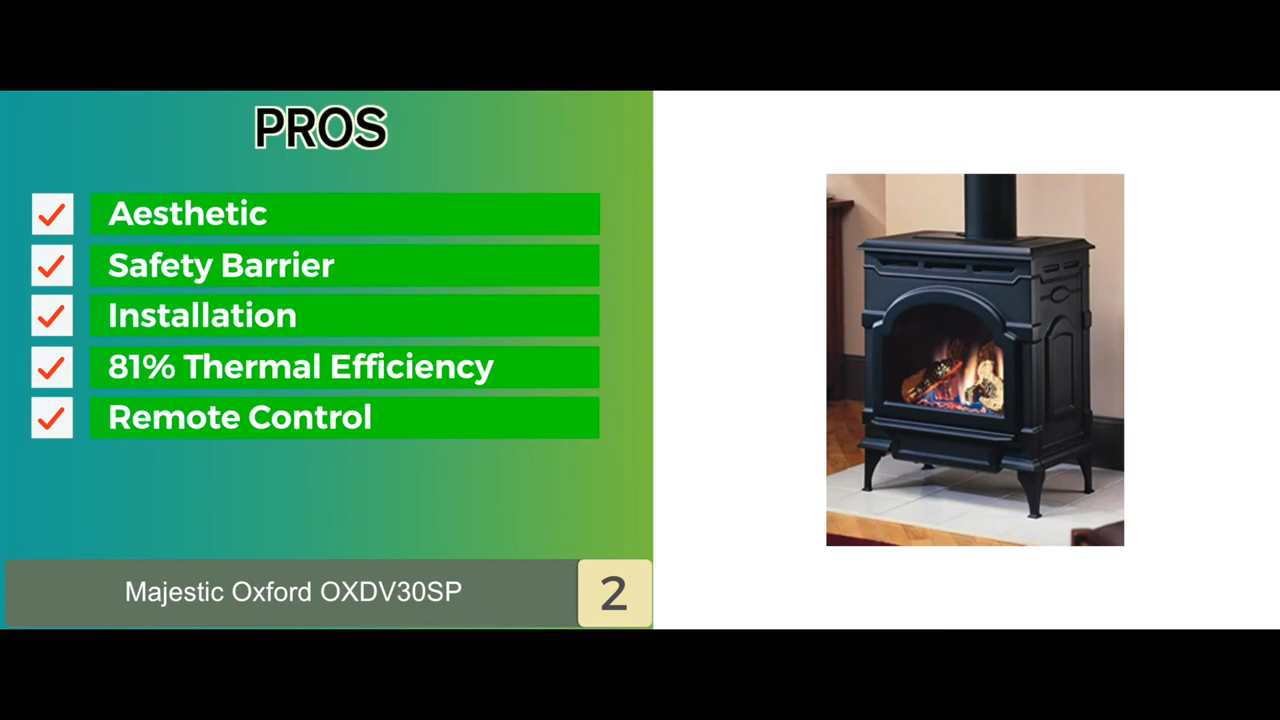 PROS
Aesthetic
Safety Barrier
Installation
81% Thermal Efficiency
Remote Control
Majestic Oxford OXDV30SP
2